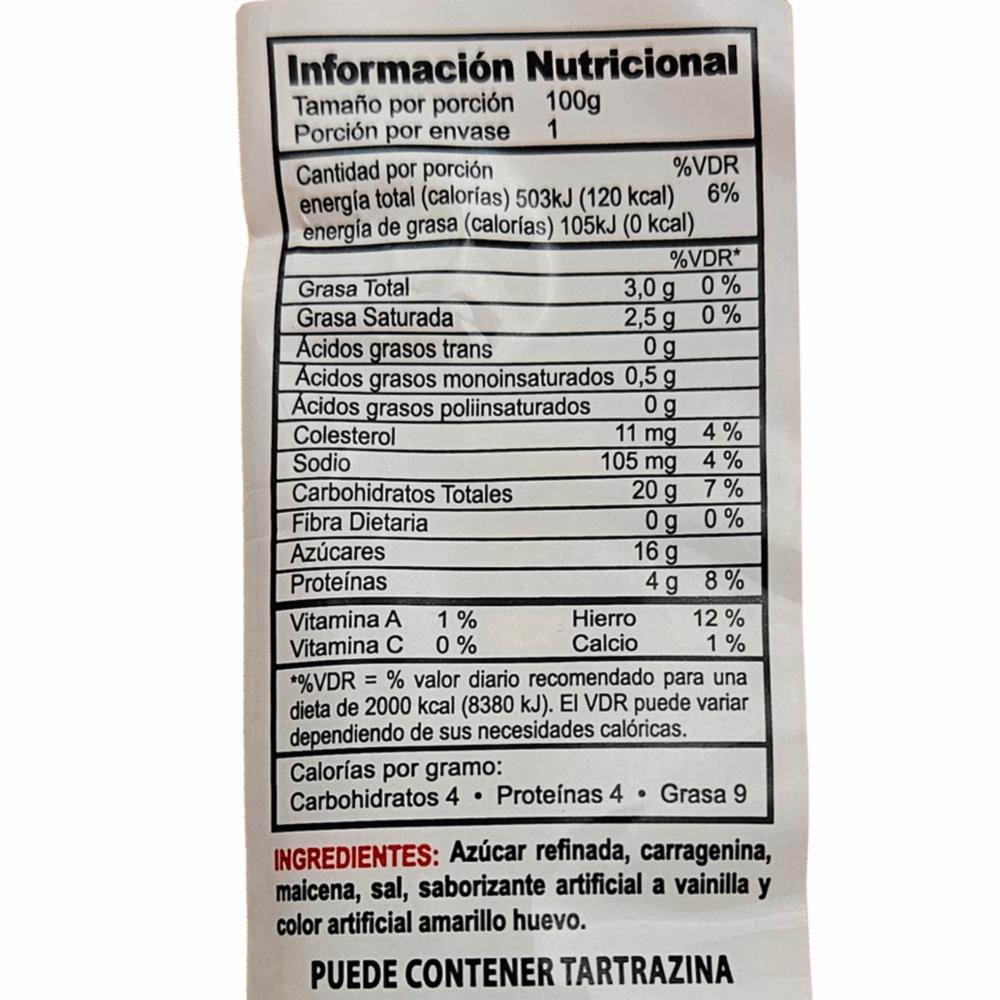 Información Nutricional
Tamaño por porción 100g
Porción por envase 1
Cantidad por porción %VDR
energía total (calorías) 503kJ (120 kcal) 6%
energía de grasa (calorías) 105kJ (0 kcal)
%VDR*
Grasa Total 3,0 g 0 %
Grasa Saturada 2,5 g 0 %
Ácidos grasos trans 0 g
Ácidos grasos monoinsaturados 0,5 g
Ácidos grasos poliinsaturados 0 g
Colesterol 11 mg 4 %
Sodio 105 mg 4 %
Carbohidratos Totales 20 g 7 %
Fibra Dietaria 0 g 0 %
Azúcares 16 g
Proteínas 4 g 8 %
Vitamina A 1 % Hierro 12 %
Vitamina C 0 % Calcio 1 %
*%VDR = % valor diario recomendado para una
dieta de 2000 kcal (8380 kJ). El VDR puede variar
dependiendo de sus necesidades calóricas.
Calorías por gramo:
Carbohidratos 4 • Proteínas 4 • Grasa 9
INGREDIENTES: Azúcar refinada, carragenina,
maicena, sal, saborizante artificial a vainilla y
color artificial amarillo huevo.
PUEDE CONTENER TARTRAZINA